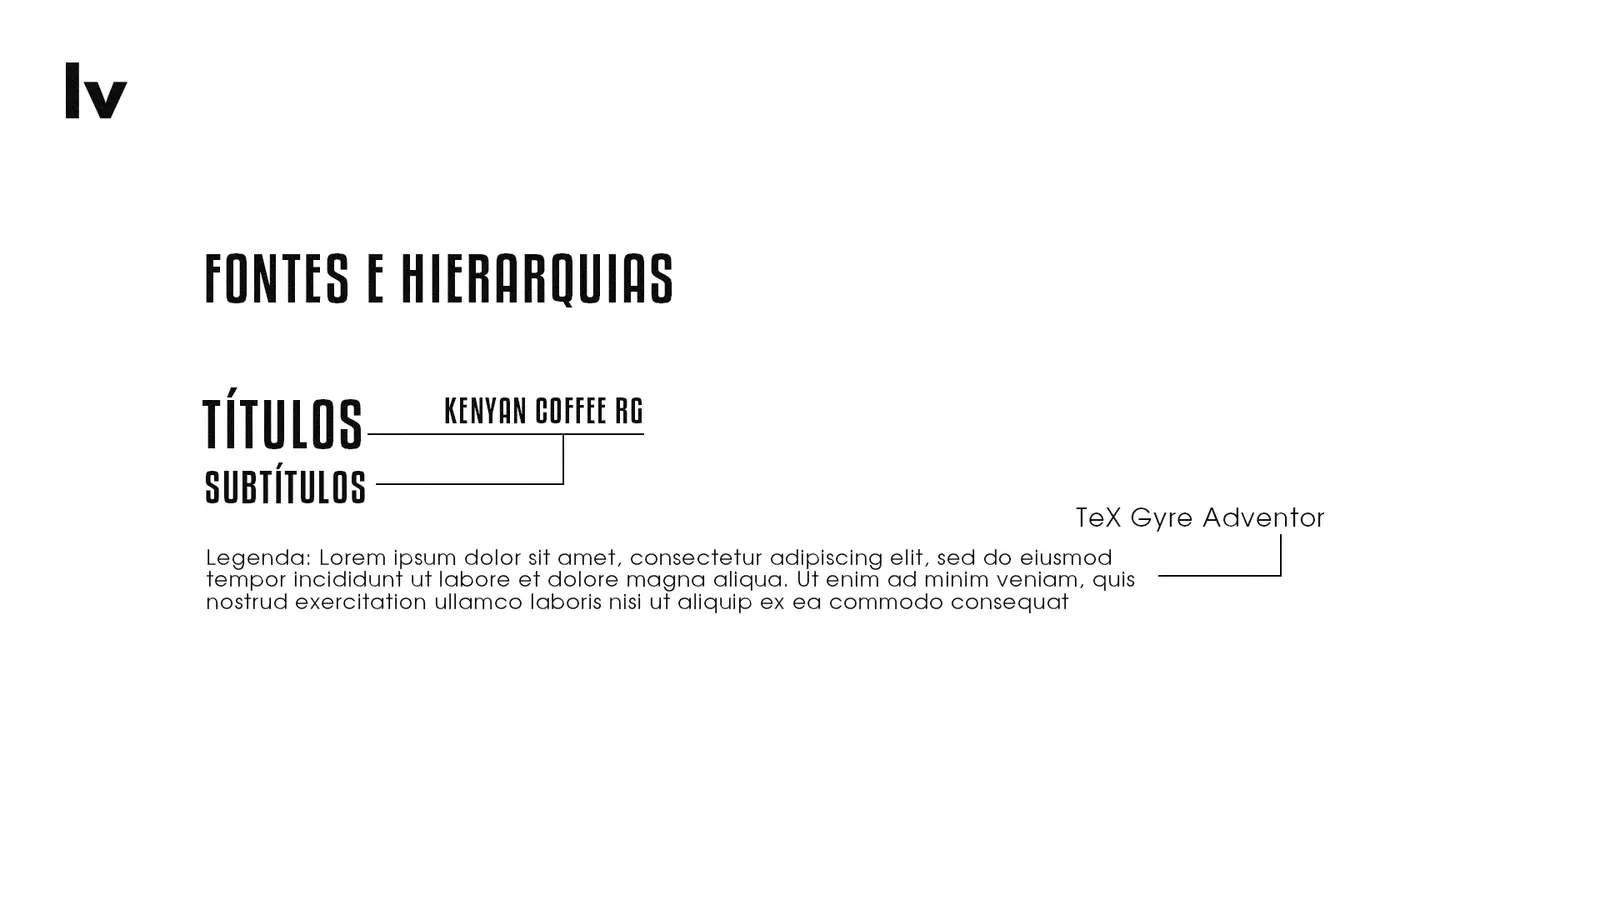 lv
FONTES E HIERARQUIAS
TÍTULOS
KENYAN COFFEE RG
SUBTÍTULOS
TeX Gyre Adventor
Legenda: Lorem ipsum dolor sit amet, consectetur adipiscing elit, sed do eiusmod
tempor incididunt ut labore et dolore magna aliqua. Ut enim ad minim veniam, quis
nostrud exercitation ullamco laboris nisi ut aliquip ex ea commodo consequat